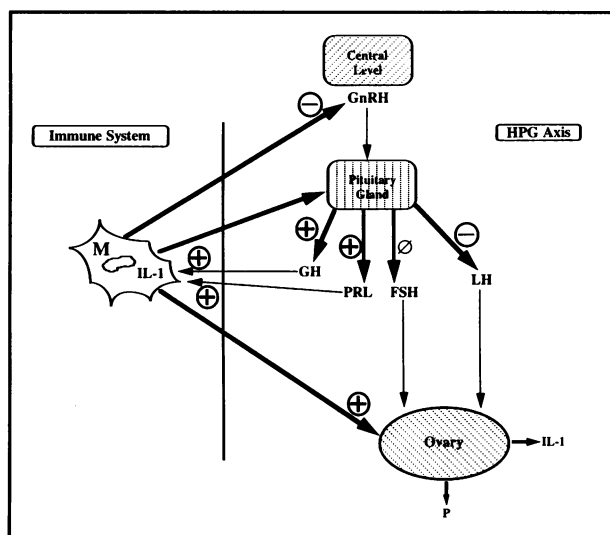 Central
Level
GnRH
−
Immune System
HPG Axis
Pituitary
Gland
M
IL-1
+
+
+
+
∅
−
GH
PRL
FSH
LH
+
Ovary
IL-1
P